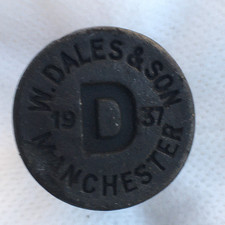 W. DALES & SON
19 D 37
MANCHESTER